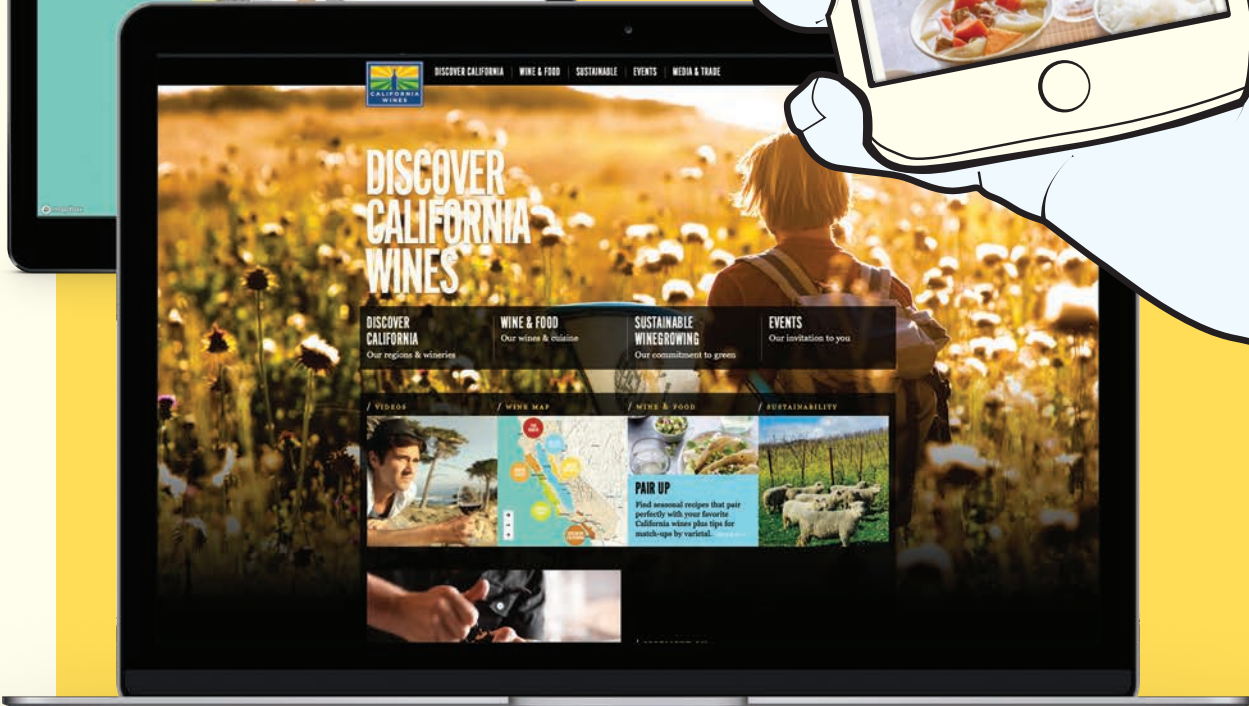 CALIFORNIA
WINES
DISCOVER CALIFORNIA
WINE & FOOD
SUSTAINABLE
EVENTS
MEDIA & TRADE
DISCOVER
CALIFORNIA
WINES
DISCOVER
CALIFORNIA
Our regions & wineries
WINE & FOOD
Our wines & cuisine
SUSTAINABLE
WINEGROWING
Our commitment to green
EVENTS
Our invitation to you
/ VIDEOS
/ WINE MAP
/ WINE & FOOD
/ SUSTAINABILITY
PAIR UP
Find seasonal recipes that pair
perfectly with your favorite
California wines plus tips for
match-ups by varietal.